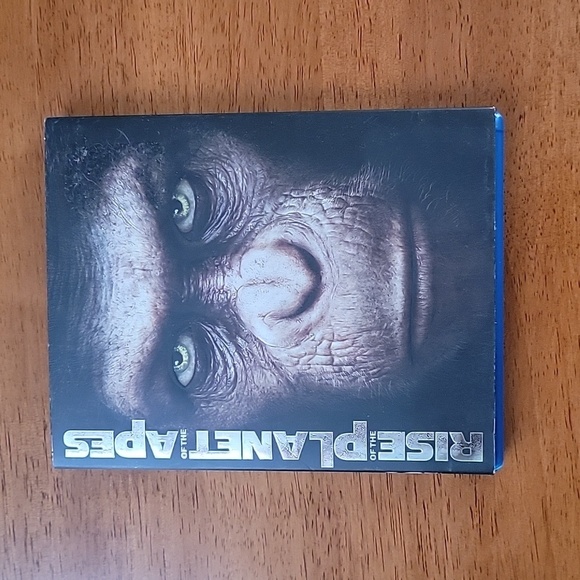 RISE OF THE PLANET OF THE APES